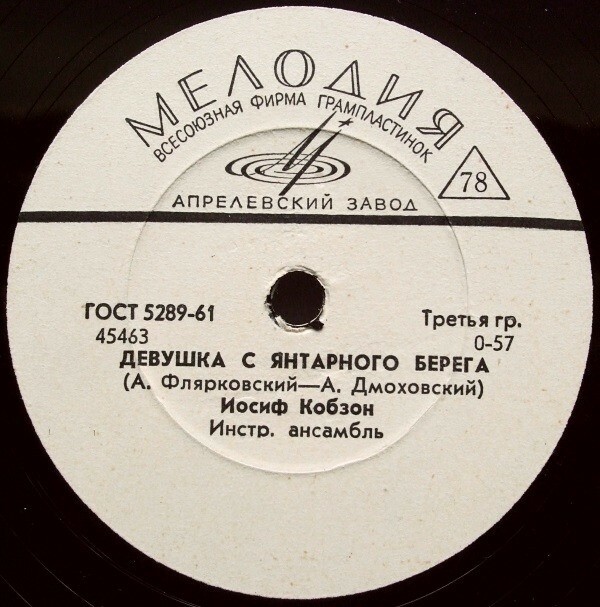 МЕЛОДИЯ
ВСЕСОЮЗНАЯ ФИРМА ГРАМПЛАСТИНОК
78
АПРЕЛЕВСКИЙ ЗАВОД
ГОСТ 5289-61
Третья гр.
45463
0-57
ДЕВУШКА С ЯНТАРНОГО БЕРЕГА
(А. Флярковский—А. Дмоховский)
Иосиф Кобзон
Инстр. ансамбль